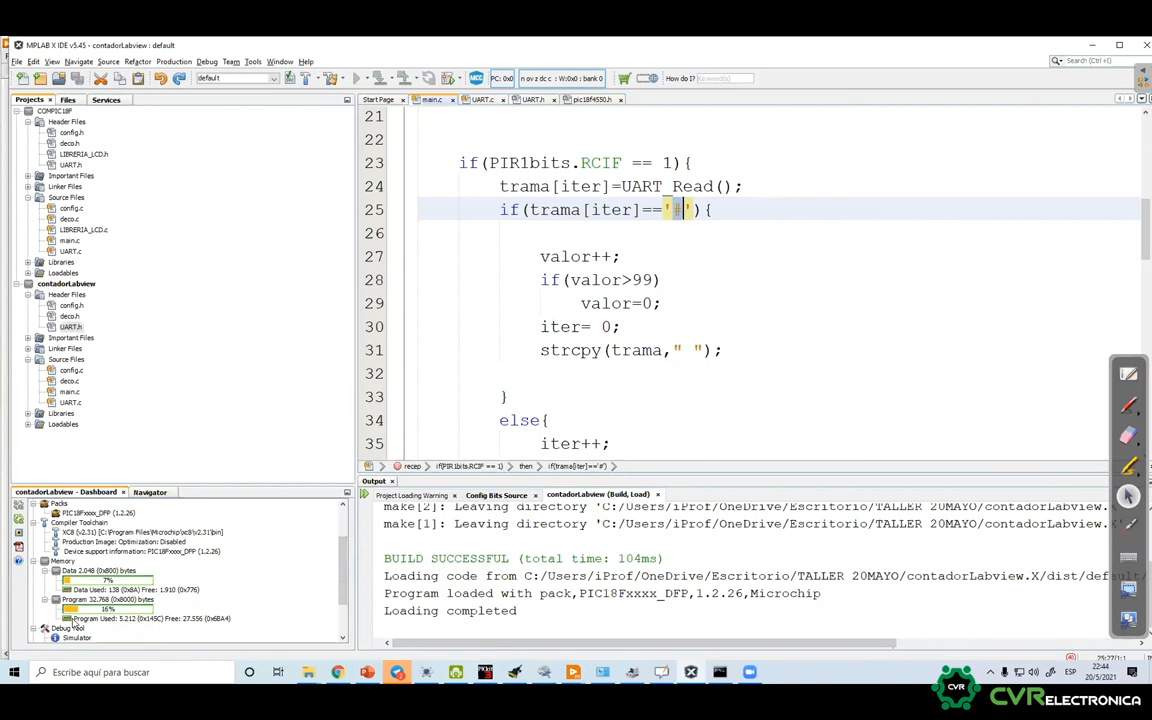 MPLAB X IDE v5.45 - contadorLabview : default
File Edit View Navigate Source Refactor Production Debug Team Tools Window Help
Search (Ctrl+I)
default
PC: 0x0
n ov z dc c : W:0x0 : bank 0
How do I?
Keyword(s)
Projects
Files
Services
Start Page
main.c
UART.c
UART.h
pic18f4550.h
COMPIC18F
Header Files
config.h
deco.h
LIBRERIA_LCD.h
UART.h
Important Files
Linker Files
Source Files
config.c
deco.c
LIBRERIA_LCD.c
main.c
UART.c
Libraries
Loadables
contadorLabview
Header Files
config.h
deco.h
UART.h
Important Files
Linker Files
Source Files
config.c
deco.c
main.c
UART.c
Libraries
Loadables
21
22
23 if(PIR1bits.RCIF == 1){
24 trama[iter]=UART_Read();
25 if(trama[iter]=='#'){
26
27 valor++;
28 if(valor>99)
29 valor=0;
30 iter= 0;
31 strcpy(trama," ");
32
33 }
34 else{
35 iter++;
recep
if(PIR1bits.RCIF == 1)
then
if(trama[iter]=='#')
contadorLabview - Dashboard
Navigator
Packs
PIC18Fxxxx_DFP (1.2.26)
Compiler Toolchain
XC8 (v2.31) [C:\Program Files\Microchip\xc8\v2.31\bin]
Production Image: Optimization: Disabled
Device support information: PIC18Fxxxx_DFP (1.2.26)
Memory
Data 2.048 (0x800) bytes
7%
Data Used: 138 (0x8A) Free: 1.910 (0x776)
Program 32.768 (0x8000) bytes
16%
Program Used: 5.212 (0x145C) Free: 27.556 (0x6BA4)
Debug Tool
Simulator
Output
Project Loading Warning
Config Bits Source
contadorLabview (Build, Load)
make[2]: Leaving directory 'C:/Users/iProf/OneDrive/Escritorio/TALLER 20MAYO/contadorLabview.X'
make[1]: Leaving directory 'C:/Users/iProf/OneDrive/Escritorio/TALLER 20MAYO/contadorLabview.X'
BUILD SUCCESSFUL (total time: 104ms)
Loading code from C:/Users/iProf/OneDrive/Escritorio/TALLER 20MAYO/contadorLabview.X/dist/default/
Program loaded with pack,PIC18Fxxxx_DFP,1.2.26,Microchip
Loading completed
Escribe aquí para buscar
ESP
22:44
20/5/2021
CVR
CVRELECTRONICA